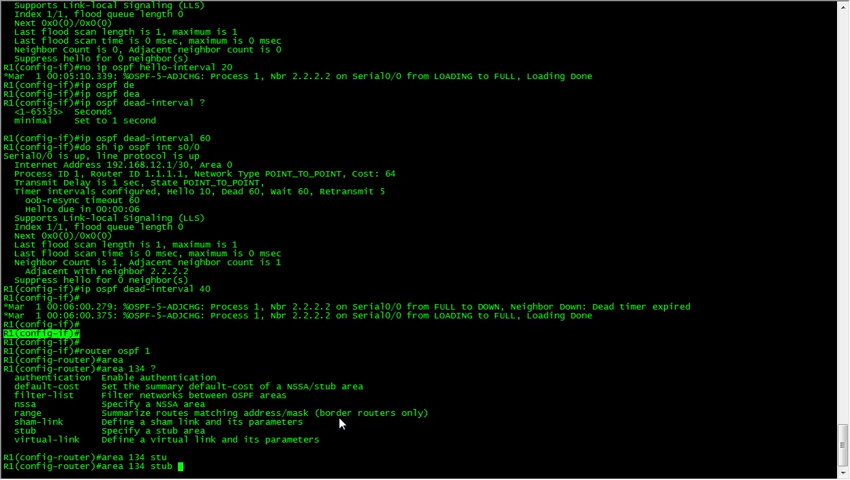 Supports Link-local Signaling (LLS)
Index 1/1, flood queue length 0
Next 0x0(0)/0x0(0)
Last flood scan length is 1, maximum is 1
Last flood scan time is 0 msec, maximum is 0 msec
Neighbor Count is 0, Adjacent neighbor count is 0
Suppress hello for 0 neighbor(s)
R1(config-if)#no ip ospf hello-interval 20
*Mar  1 00:05:10.339: %OSPF-5-ADJCHG: Process 1, Nbr 2.2.2.2 on Serial0/0 from LOADING to FULL, Loading Done
R1(config-if)#ip ospf de
R1(config-if)#ip ospf dea
R1(config-if)#ip ospf dead-interval ?
<1-65535>  Seconds
minimal    Set to 1 second
R1(config-if)#ip ospf dead-interval 60
R1(config-if)#do sh ip ospf int s0/0
Serial0/0 is up, line protocol is up
Internet Address 192.168.12.1/30, Area 0
Process ID 1, Router ID 1.1.1.1, Network Type POINT_TO_POINT, Cost: 64
Transmit Delay is 1 sec, State POINT_TO_POINT,
Timer intervals configured, Hello 10, Dead 60, Wait 60, Retransmit 5
oob-resync timeout 60
Hello due in 00:00:06
Supports Link-local Signaling (LLS)
Index 1/1, flood queue length 0
Next 0x0(0)/0x0(0)
Last flood scan length is 1, maximum is 1
Last flood scan time is 0 msec, maximum is 0 msec
Neighbor Count is 1, Adjacent neighbor count is 1
Adjacent with neighbor 2.2.2.2
Suppress hello for 0 neighbor(s)
R1(config-if)#ip ospf dead-interval 40
R1(config-if)#
*Mar  1 00:06:00.279: %OSPF-5-ADJCHG: Process 1, Nbr 2.2.2.2 on Serial0/0 from FULL to DOWN, Neighbor Down: Dead timer expired
*Mar  1 00:06:00.375: %OSPF-5-ADJCHG: Process 1, Nbr 2.2.2.2 on Serial0/0 from LOADING to FULL, Loading Done
R1(config-if)#
R1(config-if)#
R1(config-if)#
R1(config-if)#router ospf 1
R1(config-router)#area
R1(config-router)#area 134 ?
authentication  Enable authentication
default-cost    Set the summary default-cost of a NSSA/stub area
filter-list     Filter networks between OSPF areas
nssa            Specify a NSSA area
range           Summarize routes matching address/mask (border routers only)
sham-link       Define a sham link and its parameters
stub            Specify a stub area
virtual-link    Define a virtual link and its parameters
R1(config-router)#area 134 stu
R1(config-router)#area 134 stub